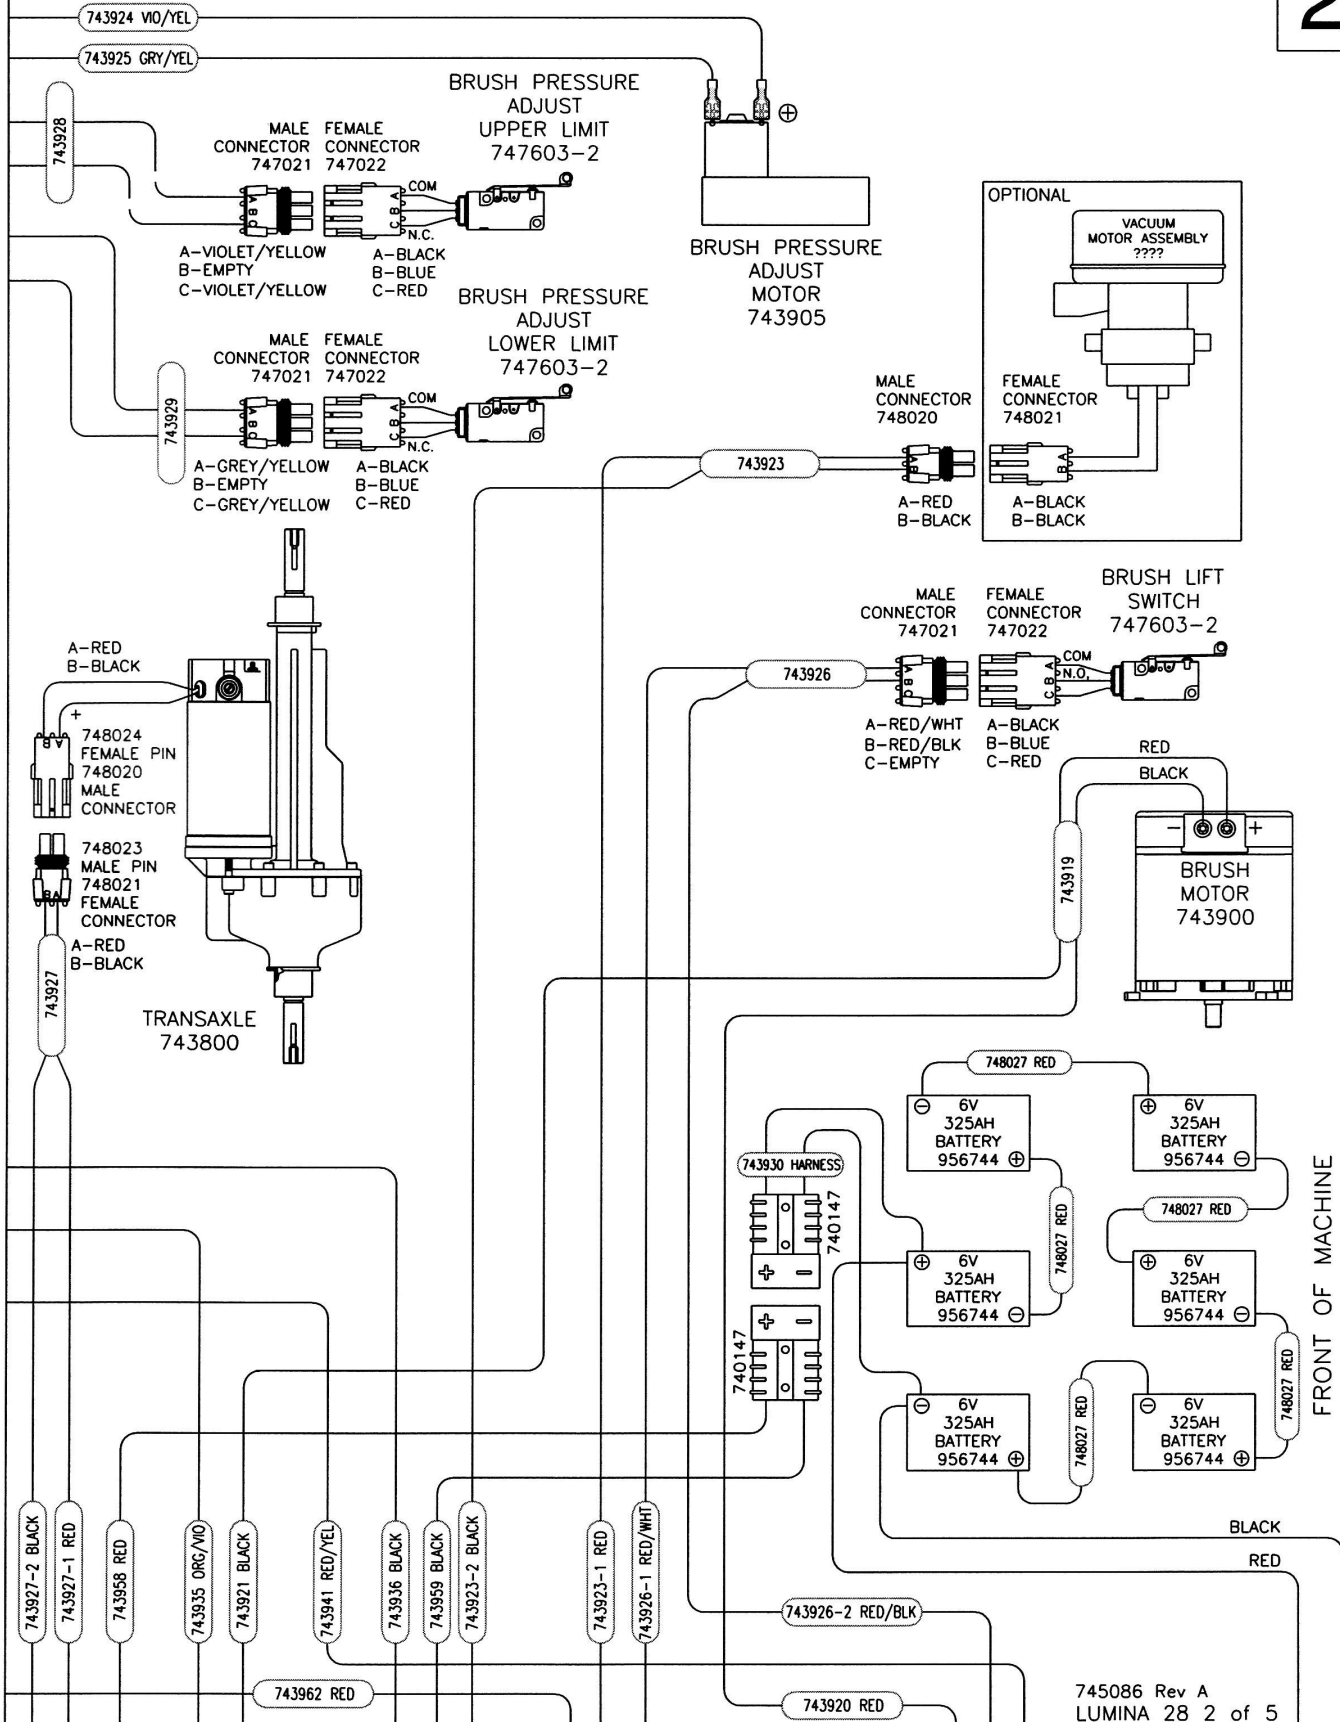 743924 VIO/YEL
743925 GRY/YEL
2
743928
BRUSH PRESSURE
ADJUST
UPPER LIMIT
747603-2
MALE
CONNECTOR
747021
FEMALE
CONNECTOR
747022
A
B
C
A
B
C
COM
N.C.
A-VIOLET/YELLOW
B-EMPTY
C-VIOLET/YELLOW
A-BLACK
B-BLUE
C-RED
BRUSH PRESSURE
ADJUST
MOTOR
743905
BRUSH PRESSURE
ADJUST
LOWER LIMIT
747603-2
743929
MALE
CONNECTOR
747021
FEMALE
CONNECTOR
747022
A
B
C
A
B
C
COM
N.C.
A-GREY/YELLOW
B-EMPTY
C-GREY/YELLOW
A-BLACK
B-BLUE
C-RED
OPTIONAL
VACUUM
MOTOR ASSEMBLY
????
MALE
CONNECTOR
748020
FEMALE
CONNECTOR
748021
743923
A
B
A
B
A-RED
B-BLACK
A-BLACK
B-BLACK
A-RED
B-BLACK
+
B A
748024
FEMALE PIN
748020
MALE
CONNECTOR
748023
MALE PIN
748021
FEMALE
CONNECTOR
B A
A-RED
B-BLACK
743927
TRANSAXLE
743800
BRUSH LIFT
SWITCH
747603-2
MALE
CONNECTOR
747021
FEMALE
CONNECTOR
747022
743926
A
B
C
A
B
C
COM
N.O.
A-RED/WHT
B-RED/BLK
C-EMPTY
A-BLACK
B-BLUE
C-RED
RED
BLACK
743919
- +
BRUSH
MOTOR
743900
748027 RED
6V
325AH
BATTERY
956744
6V
325AH
BATTERY
956744
748027 RED
748027 RED
743930 HARNESS
740147
+ -
6V
325AH
BATTERY
956744
6V
325AH
BATTERY
956744
FRONT OF MACHINE
740147
+ -
748027 RED
748027 RED
6V
325AH
BATTERY
956744
6V
325AH
BATTERY
956744
BLACK
RED
743927-2 BLACK
743927-1 RED
743958 RED
743935 ORG/VIO
743921 BLACK
743941 RED/YEL
743936 BLACK
743959 BLACK
743923-2 BLACK
743923-1 RED
743926-1 RED/WHT
743926-2 RED/BLK
743962 RED
743920 RED
745086 Rev A
LUMINA 28 2 of 5